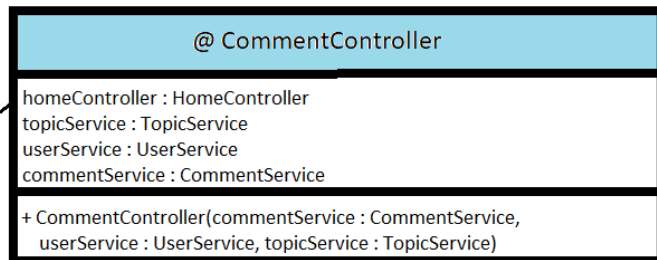 @ CommentController
homeController : HomeController
topicService : TopicService
userService : UserService
commentService : CommentService
+ CommentController(commentService : CommentService,
userService : UserService, topicService : TopicService)